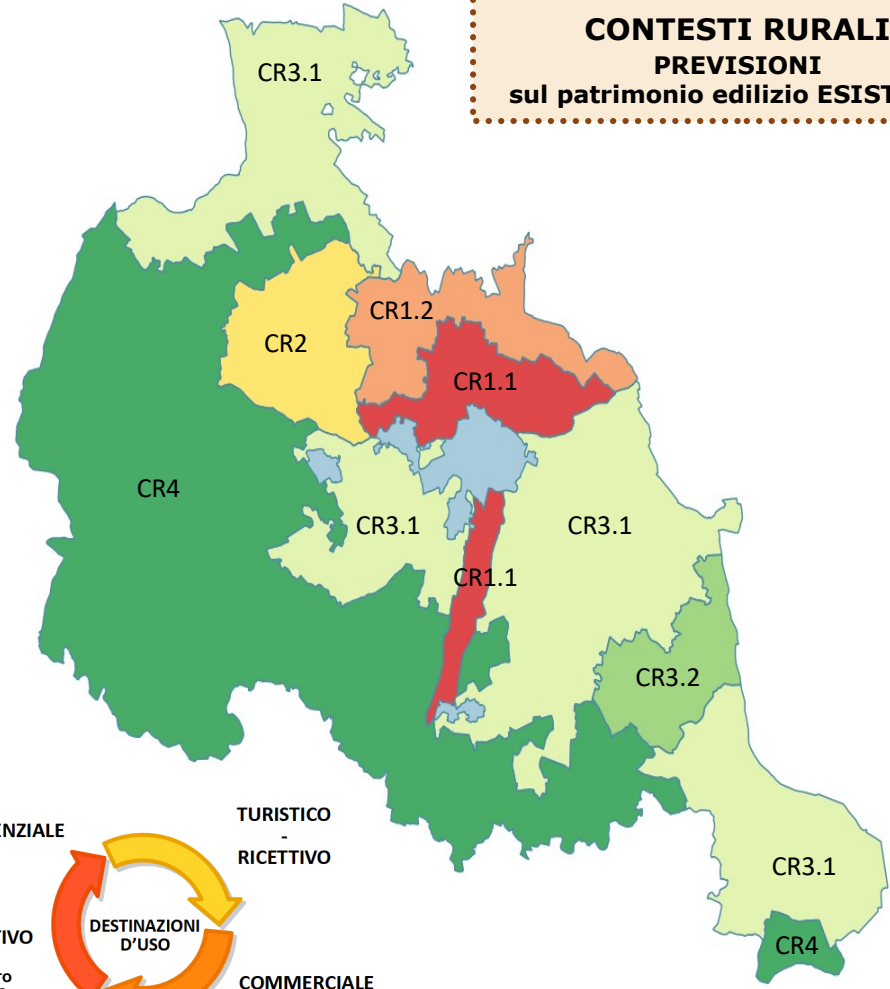 CONTESTI RURALI
PREVISIONI
sul patrimonio edilizio
CR3.1
CR1.2
CR2
CR1.1
CR4
CR3.1
CR3.1
CR1.1
CR3.2
CR3.1
CR4
TURISTICO
-
RICETTIVO
DESTINAZIONI
D'USO
COMMERCIALE